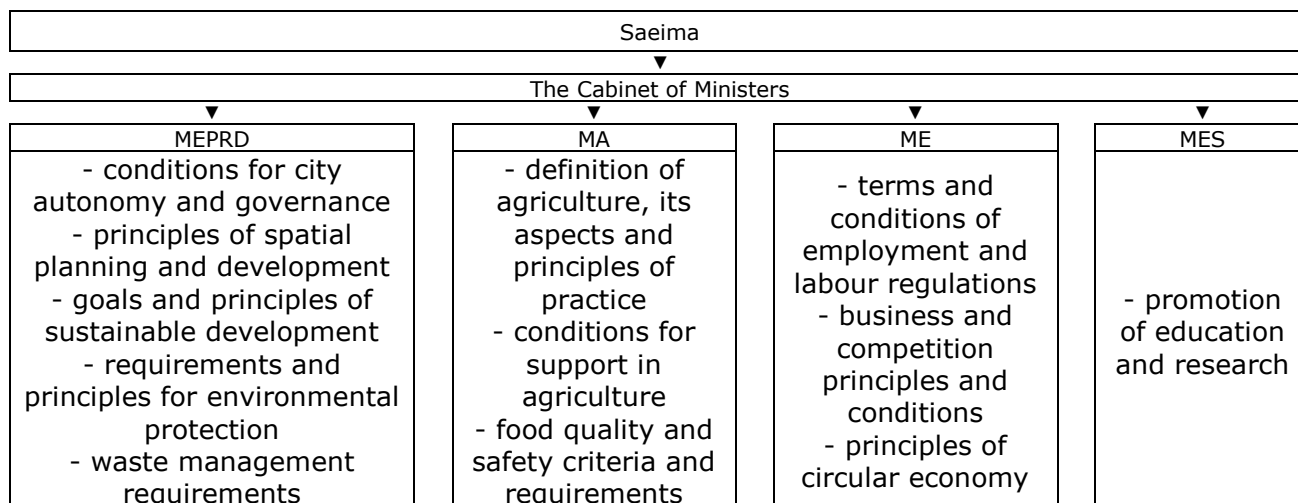 Saeima
▼
The Cabinet of Ministers
▼ ▼ ▼ ▼
MEPRD
- conditions for city
autonomy and governance
- principles of spatial
planning and development
- goals and principles of
sustainable development
- requirements and
principles for environmental
protection
- waste management
requirements
MA
- definition of
agriculture, its
aspects and
principles of
practice
- conditions for
support in
agriculture
- food quality and
safety criteria and
requirements
ME
- terms and
conditions of
employment and
labour regulations
- business and
competition
principles and
conditions
- principles of
circular economy
MES
- promotion
of education
and research